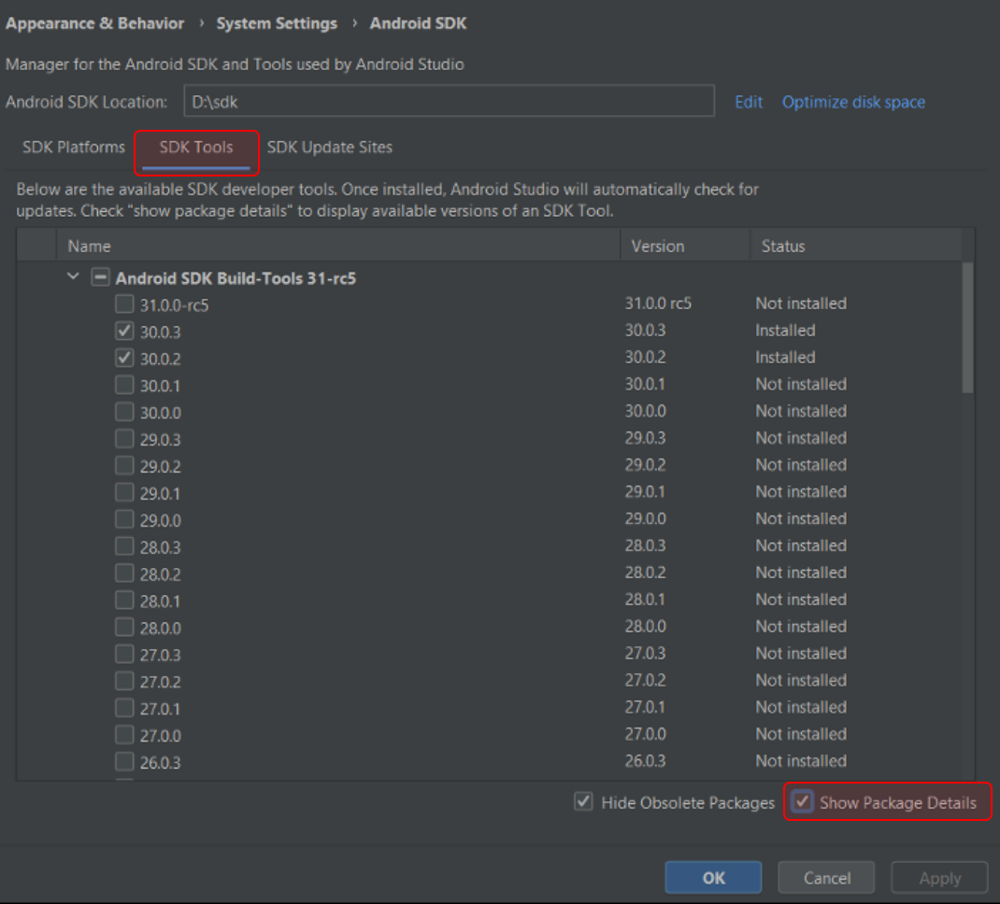 Appearance & Behavior › System Settings › Android SDK
Manager for the Android SDK and Tools used by Android Studio
Android SDK Location: D:\sdk Edit Optimize disk space
SDK Platforms SDK Tools SDK Update Sites
Below are the available SDK developer tools. Once installed, Android Studio will automatically check for
updates. Check "show package details" to display available versions of an SDK Tool.
Name Version Status
Android SDK Build-Tools 31-rc5
31.0.0-rc5 31.0.0 rc5 Not installed
30.0.3 30.0.3 Installed
30.0.2 30.0.2 Installed
30.0.1 30.0.1 Not installed
30.0.0 30.0.0 Not installed
29.0.3 29.0.3 Not installed
29.0.2 29.0.2 Not installed
29.0.1 29.0.1 Not installed
29.0.0 29.0.0 Not installed
28.0.3 28.0.3 Not installed
28.0.2 28.0.2 Not installed
28.0.1 28.0.1 Not installed
28.0.0 28.0.0 Not installed
27.0.3 27.0.3 Not installed
27.0.2 27.0.2 Not installed
27.0.1 27.0.1 Not installed
27.0.0 27.0.0 Not installed
26.0.3 26.0.3 Not installed
Hide Obsolete Packages Show Package Details
OK Cancel Apply